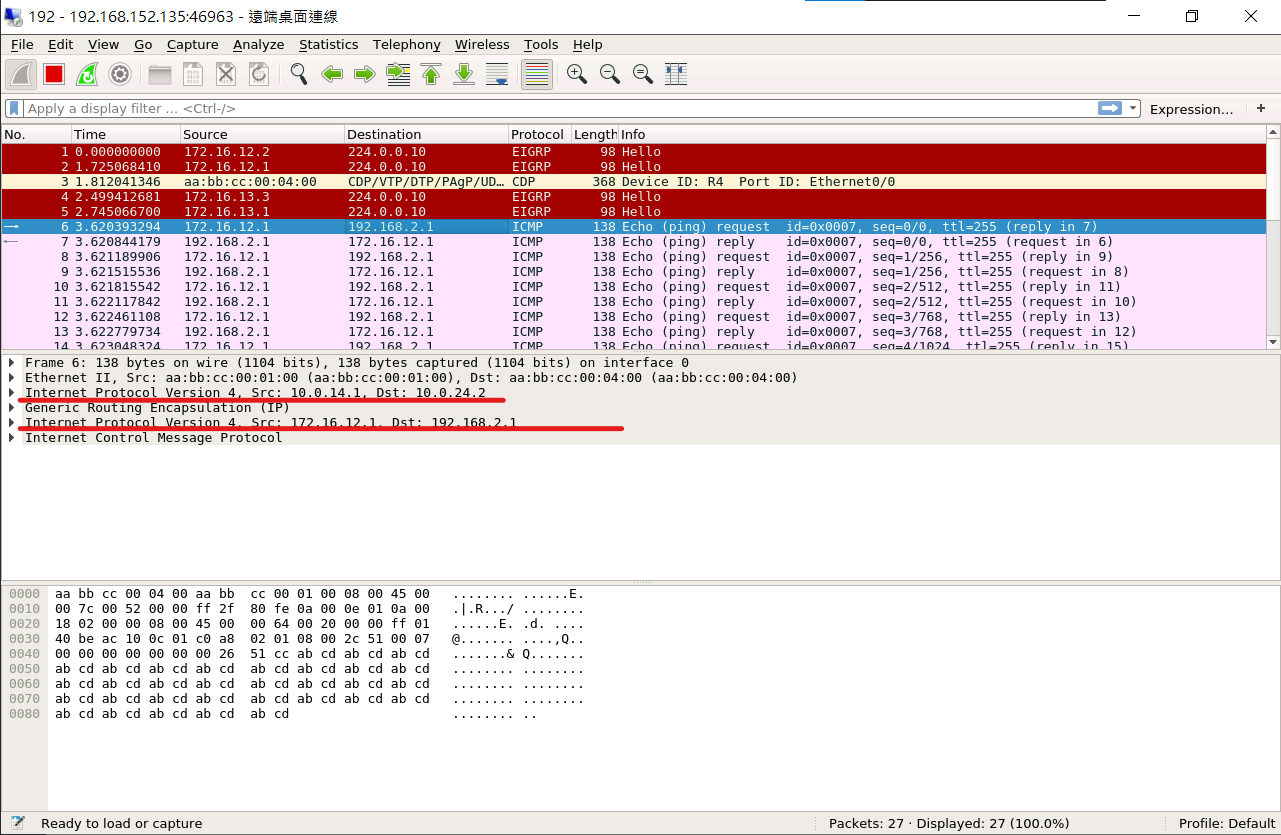 192 - 192.168.152.135:46963 - 遠端桌面連線
File Edit View Go Capture Analyze Statistics Telephony Wireless Tools Help
Apply a display filter ... <Ctrl-/> Expression... +
No. Time Source Destination Protocol Length Info
1 0.000000000 172.16.12.2 224.0.0.10 EIGRP 98 Hello
2 1.725068410 172.16.12.1 224.0.0.10 EIGRP 98 Hello
3 1.812041346 aa:bb:cc:00:04:00 CDP/VTP/DTP/PAgP/UD… CDP 368 Device ID: R4 Port ID: Ethernet0/0
4 2.499412681 172.16.13.3 224.0.0.10 EIGRP 98 Hello
5 2.745066700 172.16.13.1 224.0.0.10 EIGRP 98 Hello
6 3.620393294 172.16.12.1 192.168.2.1 ICMP 138 Echo (ping) request id=0x0007, seq=0/0, ttl=255 (reply in 7)
7 3.620844179 192.168.2.1 172.16.12.1 ICMP 138 Echo (ping) reply id=0x0007, seq=0/0, ttl=255 (request in 6)
8 3.621189906 172.16.12.1 192.168.2.1 ICMP 138 Echo (ping) request id=0x0007, seq=1/256, ttl=255 (reply in 9)
9 3.621515536 192.168.2.1 172.16.12.1 ICMP 138 Echo (ping) reply id=0x0007, seq=1/256, ttl=255 (request in 8)
10 3.621815542 172.16.12.1 192.168.2.1 ICMP 138 Echo (ping) request id=0x0007, seq=2/512, ttl=255 (reply in 11)
11 3.622117842 192.168.2.1 172.16.12.1 ICMP 138 Echo (ping) reply id=0x0007, seq=2/512, ttl=255 (request in 10)
12 3.622461108 172.16.12.1 192.168.2.1 ICMP 138 Echo (ping) request id=0x0007, seq=3/768, ttl=255 (reply in 13)
13 3.622779734 192.168.2.1 172.16.12.1 ICMP 138 Echo (ping) reply id=0x0007, seq=3/768, ttl=255 (request in 12)
14 3.623048324 172.16.12.1 192.168.2.1 ICMP 138 Echo (ping) request id=0x0007, seq=4/1024, ttl=255 (reply in 15)
Frame 6: 138 bytes on wire (1104 bits), 138 bytes captured (1104 bits) on interface 0
Ethernet II, Src: aa:bb:cc:00:01:00 (aa:bb:cc:00:01:00), Dst: aa:bb:cc:00:04:00 (aa:bb:cc:00:04:00)
Internet Protocol Version 4, Src: 10.0.14.1, Dst: 10.0.24.2
Generic Routing Encapsulation (IP)
Internet Protocol Version 4, Src: 172.16.12.1, Dst: 192.168.2.1
Internet Control Message Protocol
0000 aa bb cc 00 04 00 aa bb cc 00 01 00 08 00 45 00 ........ ......E.
0010 00 7c 00 52 00 00 ff 2f 80 fe 0a 00 0e 01 0a 00 .|.R.../ ........
0020 18 02 00 00 08 00 45 00 00 64 00 20 00 00 ff 01 ......E. .d. ....
0030 40 be ac 10 0c 01 c0 a8 02 01 08 00 2c 51 00 07 @....... ....,Q..
0040 00 00 00 00 00 00 00 26 51 cc ab cd ab cd ab cd .......& Q.......
0050 ab cd ab cd ab cd ab cd ab cd ab cd ab cd ab cd ........ ........
0060 ab cd ab cd ab cd ab cd ab cd ab cd ab cd ab cd ........ ........
0070 ab cd ab cd ab cd ab cd ab cd ab cd ab cd ab cd ........ ........
0080 ab cd ab cd ab cd ab cd ab cd ........ ..
Ready to load or capture Packets: 27 · Displayed: 27 (100.0%) Profile: Default